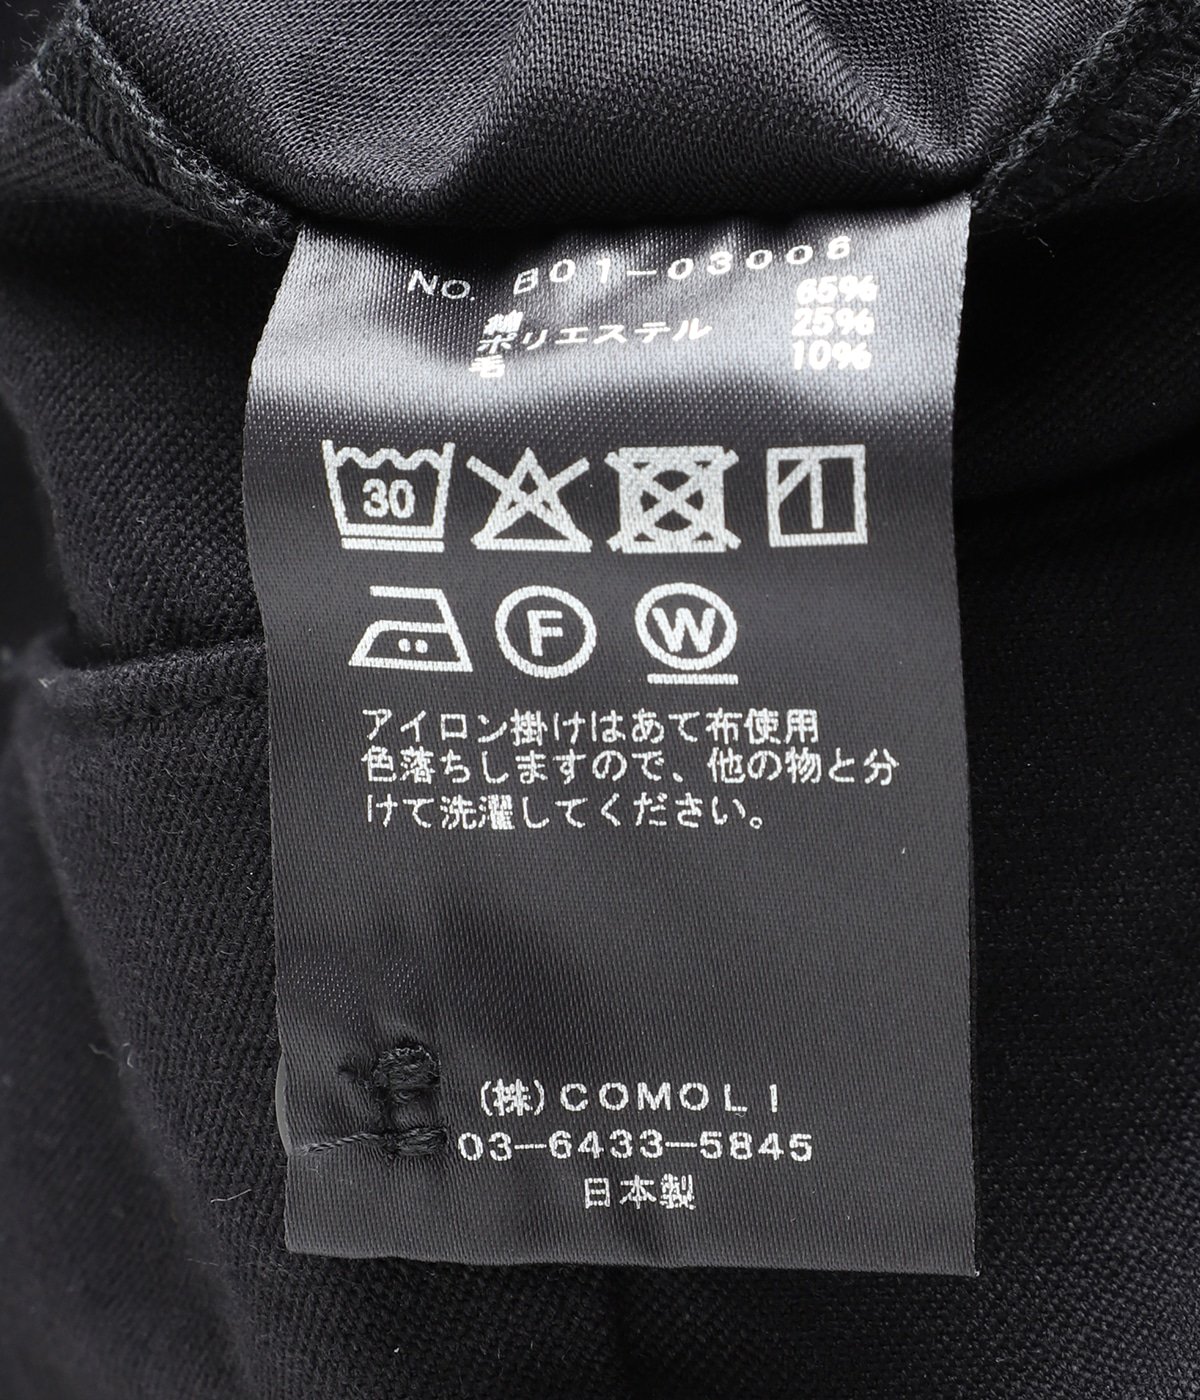 No. B01-03006
綿 65%
ポリエステル 25%
毛 10%
30
F
W
アイロン掛けはあて布使用
色落ちしますので、他の物と分
けて洗濯してください。
(株)COMOLI
03-6433-5845
日本製